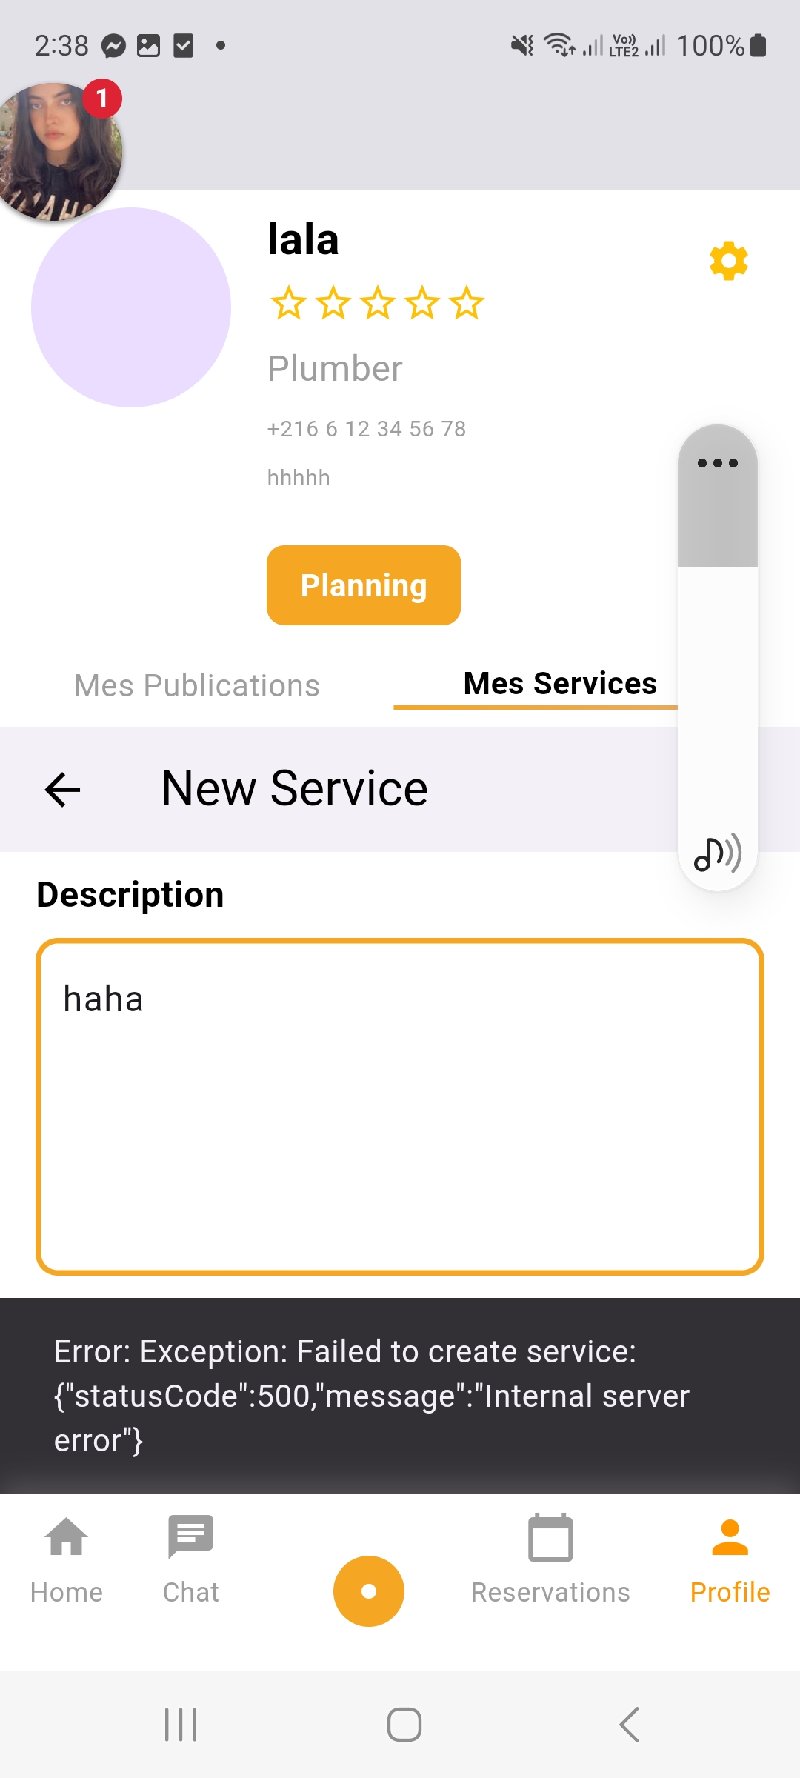 2:38
Vo))
LTE2
100%
1
lala
Plumber
+216 6 12 34 56 78
hhhhh
Planning
Mes Publications
Mes Services
New Service
Description
haha
Error: Exception: Failed to create service:
{"statusCode":500,"message":"Internal server
error"}
Home
Chat
Reservations
Profile